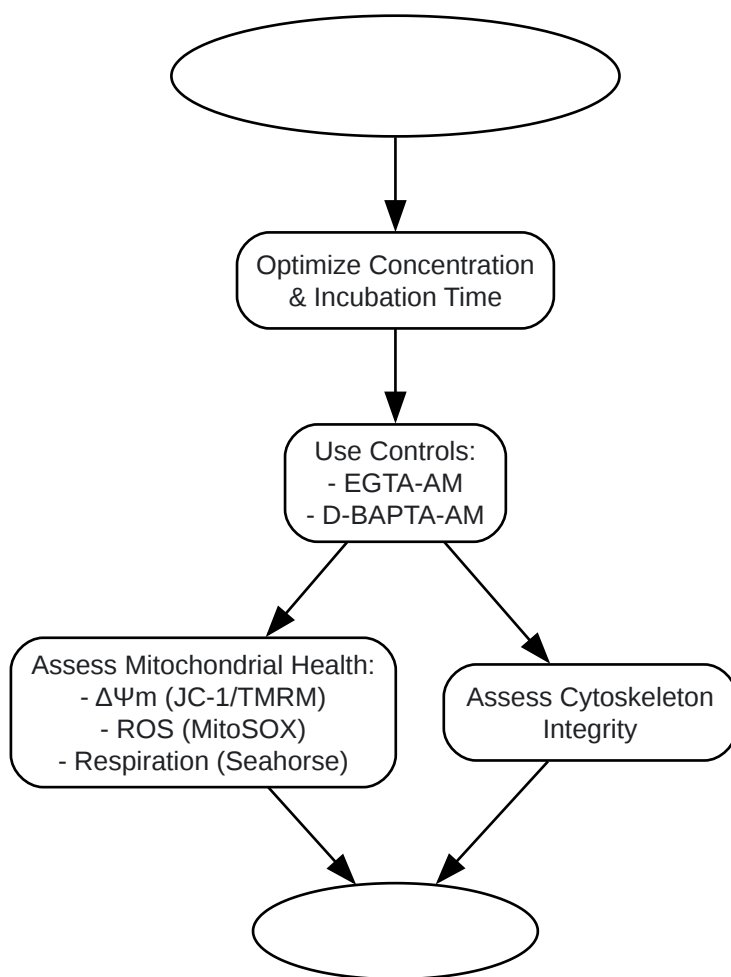 Optimize Concentration
& Incubation Time
Use Controls:
- EGTA-AM
- D-BAPTA-AM
Assess Mitochondrial Health:
- ΔΨm (JC-1/TMRM)
- ROS (MitoSOX)
- Respiration (Seahorse)
Assess Cytoskeleton
Integrity